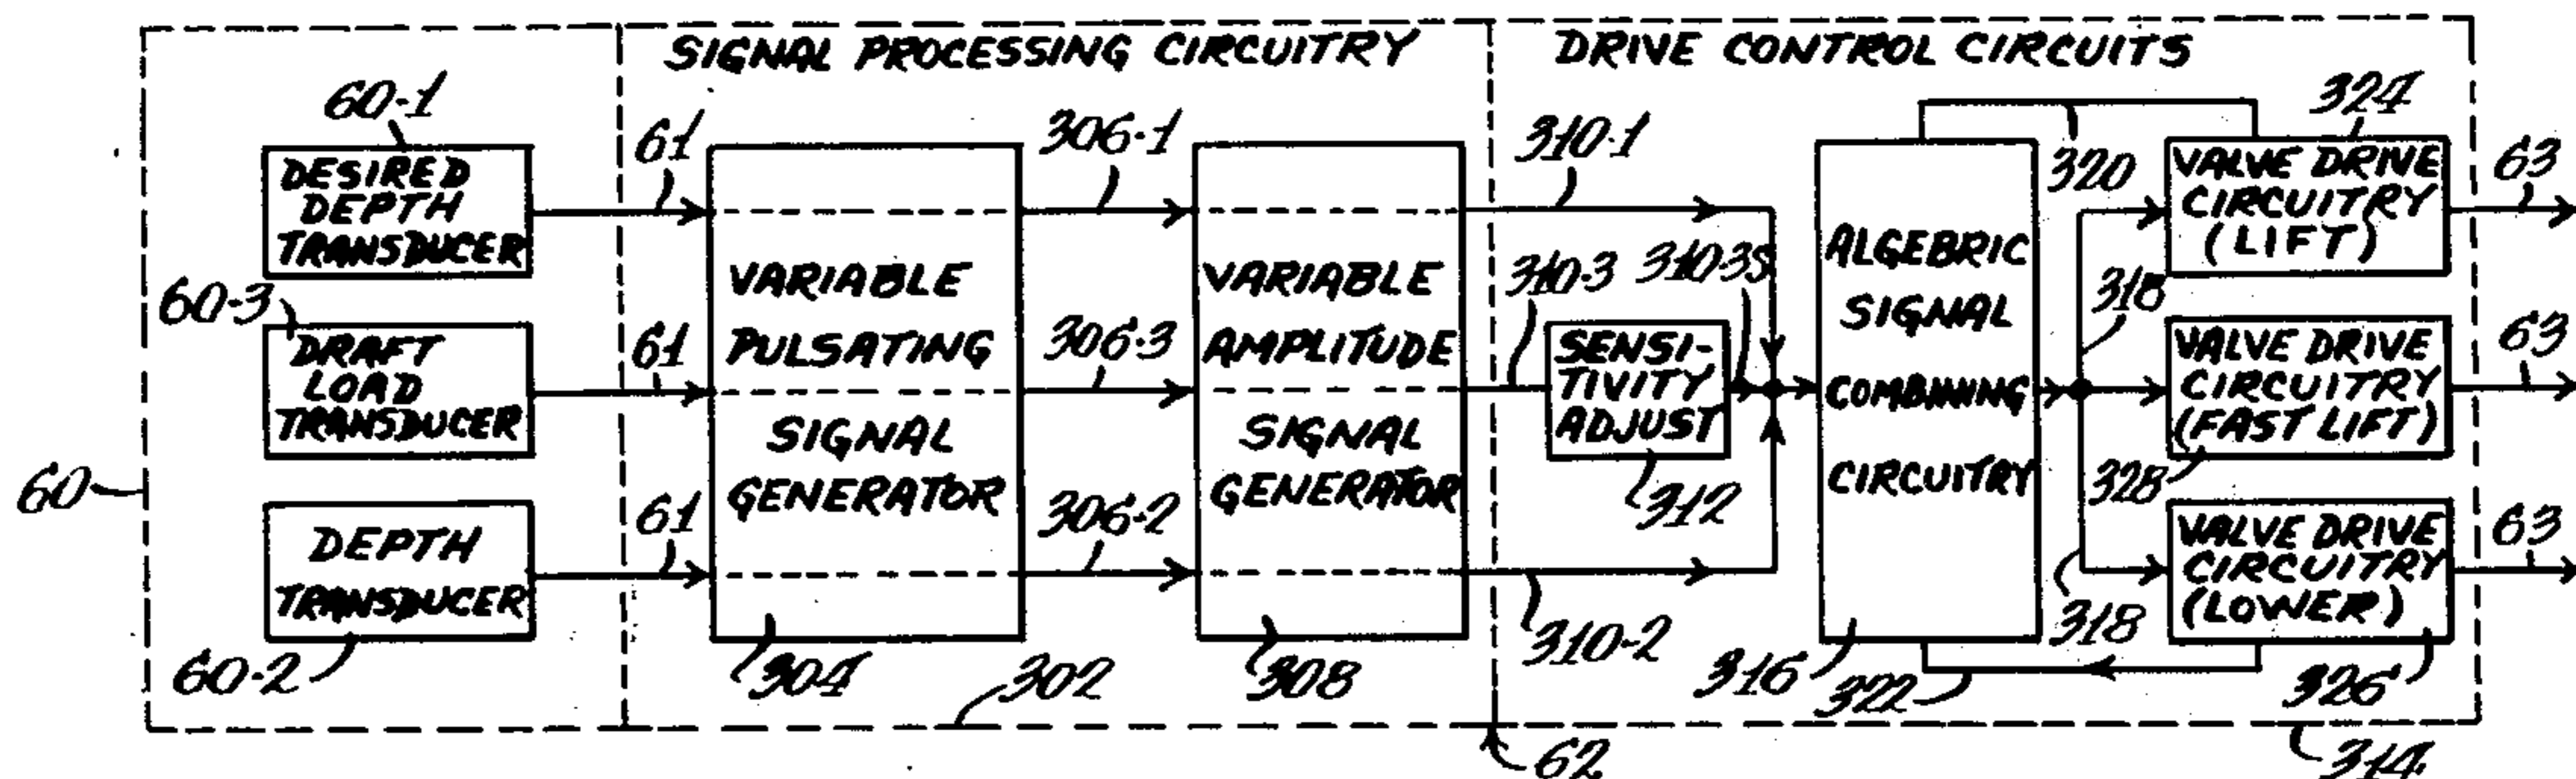 SIGNAL PROCESSING CIRCUITRY
DRIVE CONTROL CIRCUITS
60-1
DESIRED
DEPTH
TRANSDUCER
60-3
DRAFT
LOAD
TRANSDUCER
60
DEPTH
TRANSDUCER
60-2
61
61
61
VARIABLE
PULSATING
SIGNAL
GENERATOR
304
302
306-1
306-3
306-2
VARIABLE
AMPLITUDE
SIGNAL
GENERATOR
308
310-1
310-3
310-3S
SENSI-
TIVITY
ADJUST
312
310-2
62
ALGEBRIC
SIGNAL
COMBINING
CIRCUITRY
316
320
322
318
318
324
VALVE DRIVE
CIRCUITRY
(LIFT)
63
VALVE DRIVE
CIRCUITRY
(FAST LIFT)
328
63
VALVE DRIVE
CIRCUITRY
(LOWER)
326
63
314